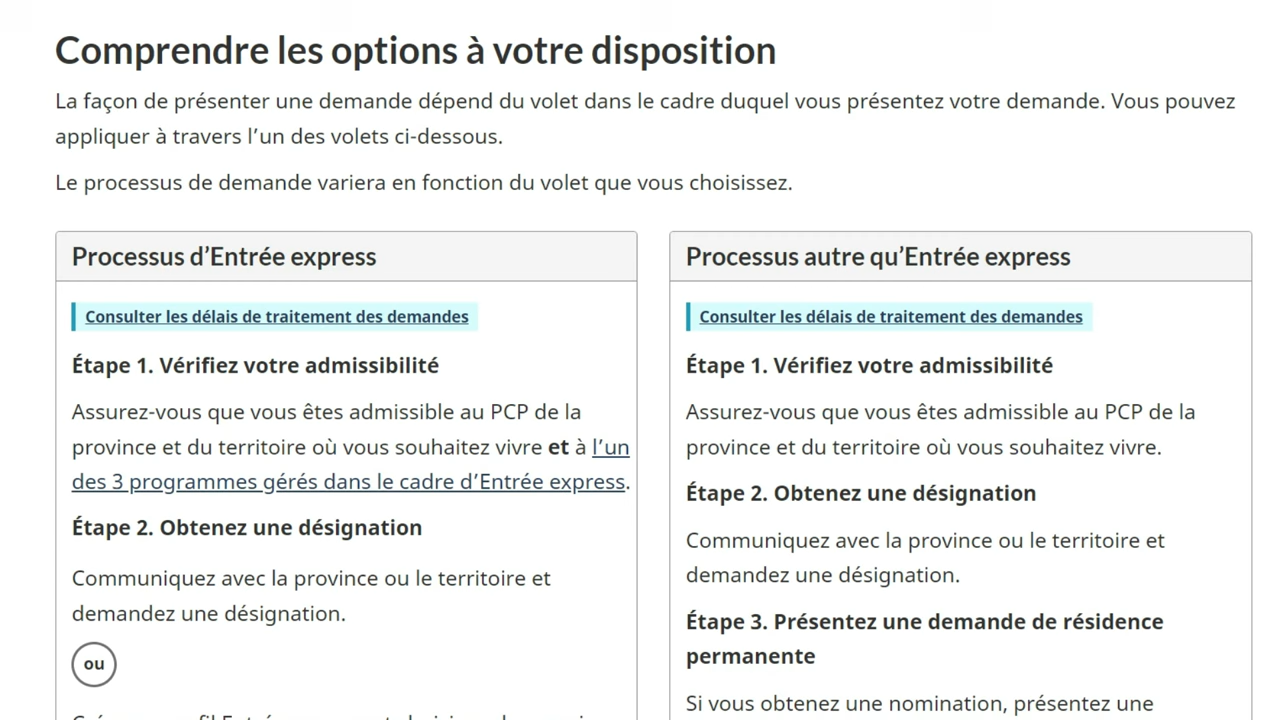 Comprendre les options à votre disposition
La façon de présenter une demande dépend du volet dans le cadre duquel vous présentez votre demande. Vous pouvez
appliquer à travers l’un des volets ci-dessous.
Le processus de demande variera en fonction du volet que vous choisissez.
Processus d’Entrée express
Consulter les délais de traitement des demandes
Étape 1. Vérifiez votre admissibilité
Assurez-vous que vous êtes admissible au PCP de la
province et du territoire où vous souhaitez vivre et à l’un
des 3 programmes gérés dans le cadre d’Entrée express.
Étape 2. Obtenez une désignation
Communiquez avec la province ou le territoire et
demandez une désignation.
ou
Processus autre qu’Entrée express
Consulter les délais de traitement des demandes
Étape 1. Vérifiez votre admissibilité
Assurez-vous que vous êtes admissible au PCP de la
province et du territoire où vous souhaitez vivre.
Étape 2. Obtenez une désignation
Communiquez avec la province ou le territoire et
demandez une désignation.
Étape 3. Présentez une demande de résidence
permanente
Si vous obtenez une nomination, présentez une